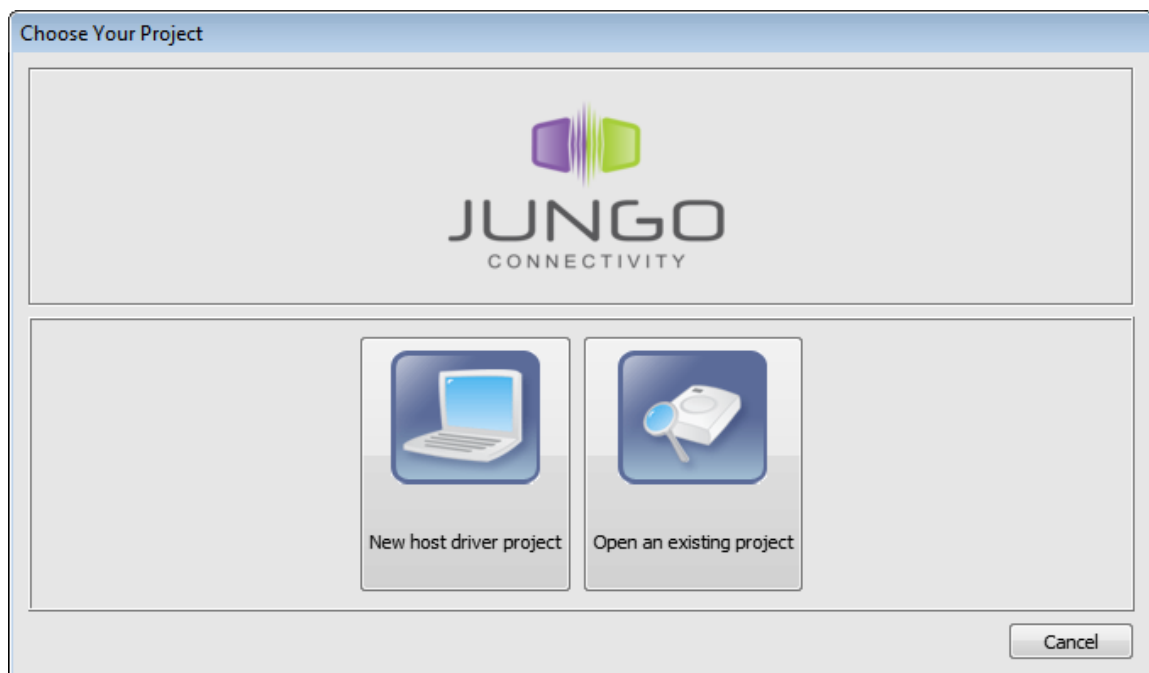 Choose Your Project
JUNGO
CONNECTIVITY
New host driver project
Open an existing project
Cancel